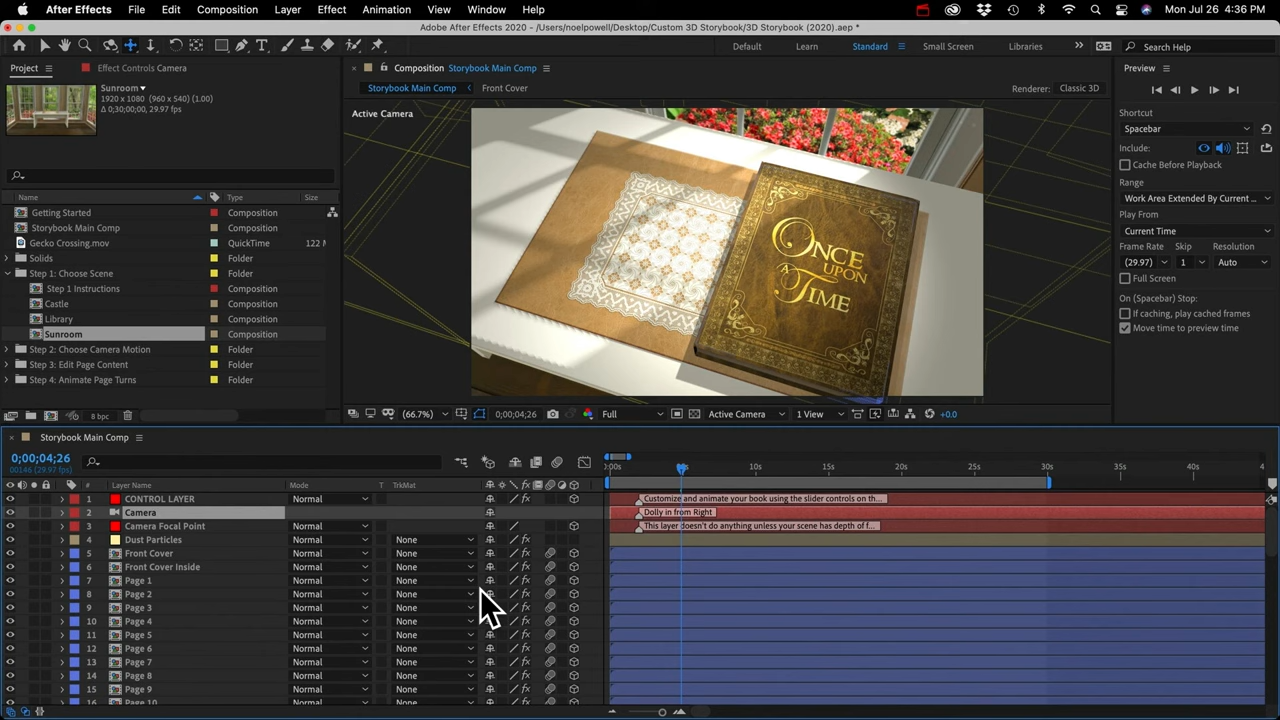 After Effects File Edit Composition Layer Effect Animation View Window Help Mon Jul 26 4:36 PM
Adobe After Effects 2020 - /Users/noelpowell/Desktop/Custom 3D Storybook/3D Storybook (2020).aep *
Default Learn Standard Small Screen Libraries Search Help
Project Effect Controls Camera
Composition Storybook Main Comp
Preview
Sunroom
1920 x 1080 (960 x 540) (1.00)
Δ 0;30;00;00, 29.97 fps)
Storybook Main Comp Front Cover
Renderer: Classic 3D
Active Camera
ONCE
UPON
A
TIME
Shortcut
Spacebar
Include:
Cache Before Playback
Range
Work Area Extended By Current ...
Play From
Current Time
Frame Rate Skip Resolution
(29.97) 1 Auto
Full Screen
On (Spacebar) Stop:
If caching, play cached frames
Move time to preview time
Name Type Size
Getting Started Composition
Storybook Main Comp Composition
Gecko Crossing.mov QuickTime 122 M
Solids Folder
Step 1: Choose Scene Folder
Step 1 Instructions Composition
Castle Composition
Library Composition
Sunroom Composition
Step 2: Choose Camera Motion Folder
Step 3: Edit Page Content Folder
Step 4: Animate Page Turns Folder
8 bpc
(66.7%) 0;00;04;26 Full Active Camera 1 View +0.0
Storybook Main Comp
0;00;04;26
00146 (29.97 fps)
:00s 5s 10s 15s 20s 25s 30s 35s 40s
# Layer Name Mode T TrkMat
1 CONTROL LAYER Normal Customize and animate your book using the slider controls on th...
2 Camera Dolly in from Right
3 Camera Focal Point Normal This layer doesn't do anything unless your scene has depth of f...
4 Dust Particles Normal None
5 Front Cover Normal None
6 Front Cover Inside Normal None
7 Page 1 Normal None
8 Page 2 Normal None
9 Page 3 Normal None
10 Page 4 Normal None
11 Page 5 Normal None
12 Page 6 Normal None
13 Page 7 Normal None
14 Page 8 Normal None
15 Page 9 Normal None
16 Page 10 Normal None